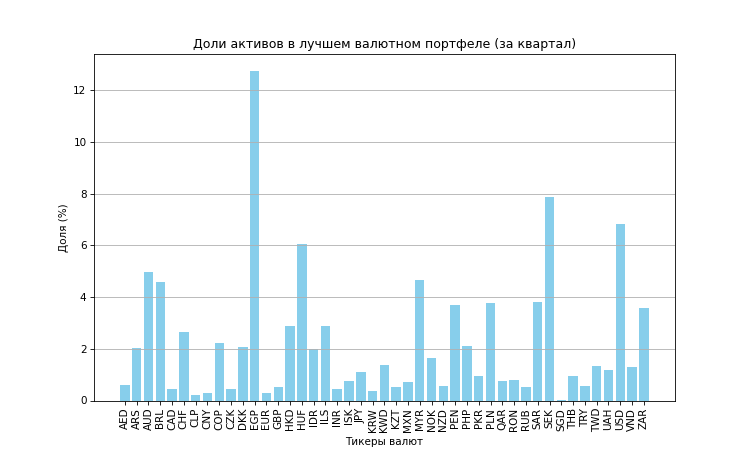 Доли активов в лучшем валютном портфеле (за квартал)
Доля (%)
12
10
8
6
4
2
0
AED ARS AUD BRL CAD CHF CLP CNY COP CZK DKK EGP EUR GBP HKD HUF IDR ILS INR ISK JPY KRW KWD KZT MXN MYR NOK NZD PEN PHP PKR PLN QAR RON RUB SAR SEK SGD THB TRY TWD UAH USD VND ZAR
Тикеры валют